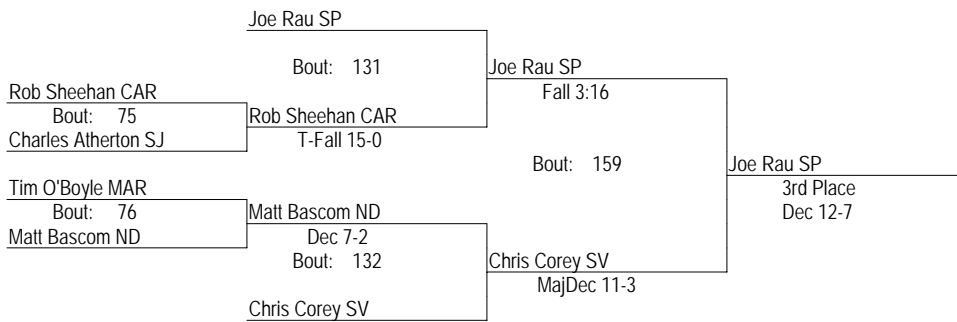 Joe Rau SP
Bout: 131
Joe Rau SP
Rob Sheehan CAR
Fall 3:16
Bout: 75
Rob Sheehan CAR
Charles Atherton SJ
T-Fall 15-0
Bout: 159
Joe Rau SP
Tim O'Boyle MAR
3rd Place
Bout: 76
Matt Bascom ND
Dec 12-7
Matt Bascom ND
Dec 7-2
Bout: 132
Chris Corey SV
MajDec 11-3
Chris Corey SV